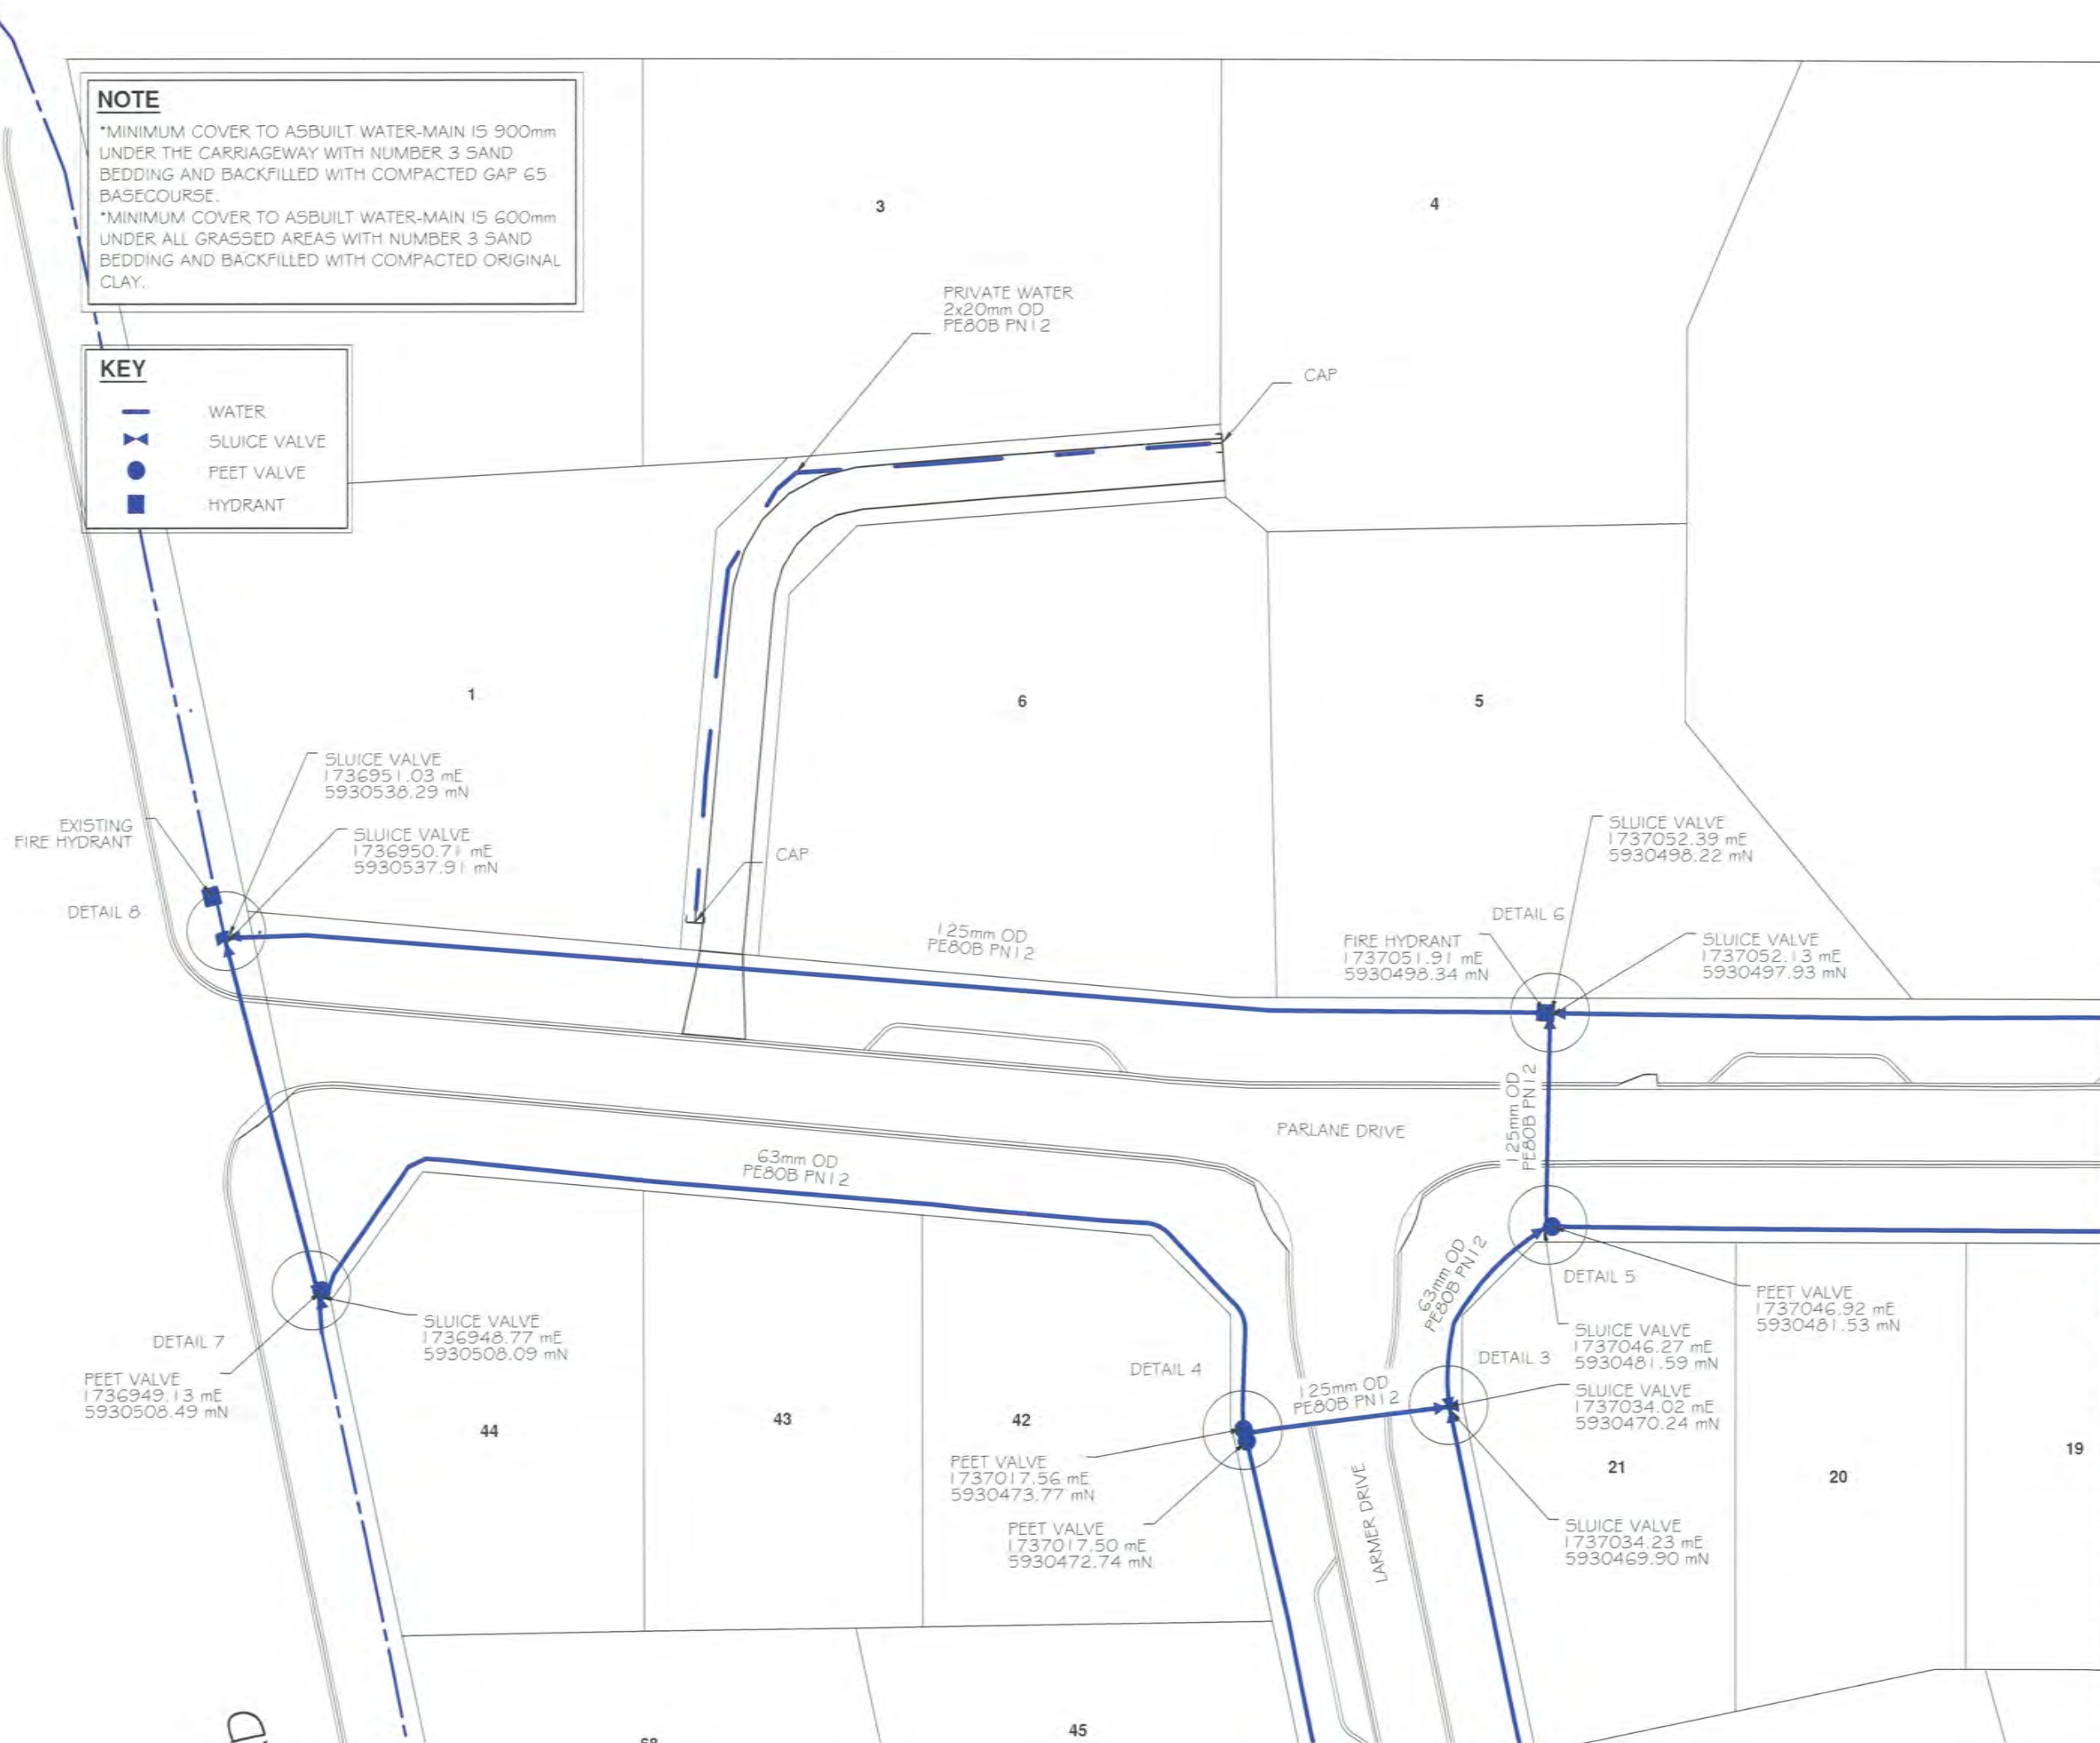 NOTE
*MINIMUM COVER TO ASBUILT WATER-MAIN IS 900mm
UNDER THE CARRIAGEWAY WITH NUMBER 3 SAND
BEDDING AND BACKFILLED WITH COMPACTED GAP 65
BASECOURSE.
*MINIMUM COVER TO ASBUILT WATER-MAIN IS 600mm
UNDER ALL GRASSED AREAS WITH NUMBER 3 SAND
BEDDING AND BACKFILLED WITH COMPACTED ORIGINAL
CLAY.
3
4
PRIVATE WATER
2x20mm OD
PE80B PN12
KEY
WATER
SLUICE VALVE
PEET VALVE
HYDRANT
CAP
1
6
5
SLUICE VALVE
1736951.03 mE
5930538.29 mN
EXISTING
FIRE HYDRANT
SLUICE VALVE
1736950.71 mE
5930537.91 mN
CAP
DETAIL 8
125mm OD
PE80B PN12
SLUICE VALVE
1737052.39 mE
5930498.22 mN
DETAIL 6
FIRE HYDRANT
1737051.91 mE
5930498.34 mN
SLUICE VALVE
1737052.13 mE
5930497.93 mN
125mm OD
PE80B PN12
PARLANE DRIVE
63mm OD
PE80B PN12
63mm OD
PE80B PN12
DETAIL 5
PEET VALVE
1737046.92 mE
5930481.53 mN
SLUICE VALVE
1736948.77 mE
5930508.09 mN
DETAIL 7
PEET VALVE
1736949.13 mE
5930508.49 mN
SLUICE VALVE
1737046.27 mE
5930481.59 mN
DETAIL 3
DETAIL 4
125mm OD
PE80B PN12
SLUICE VALVE
1737034.02 mE
5930470.24 mN
44
43
42
PEET VALVE
1737017.56 mE
5930473.77 mN
PEET VALVE
1737017.50 mE
5930472.74 mN
LARMER DRIVE
21
20
19
SLUICE VALVE
1737034.23 mE
5930469.90 mN
D
45